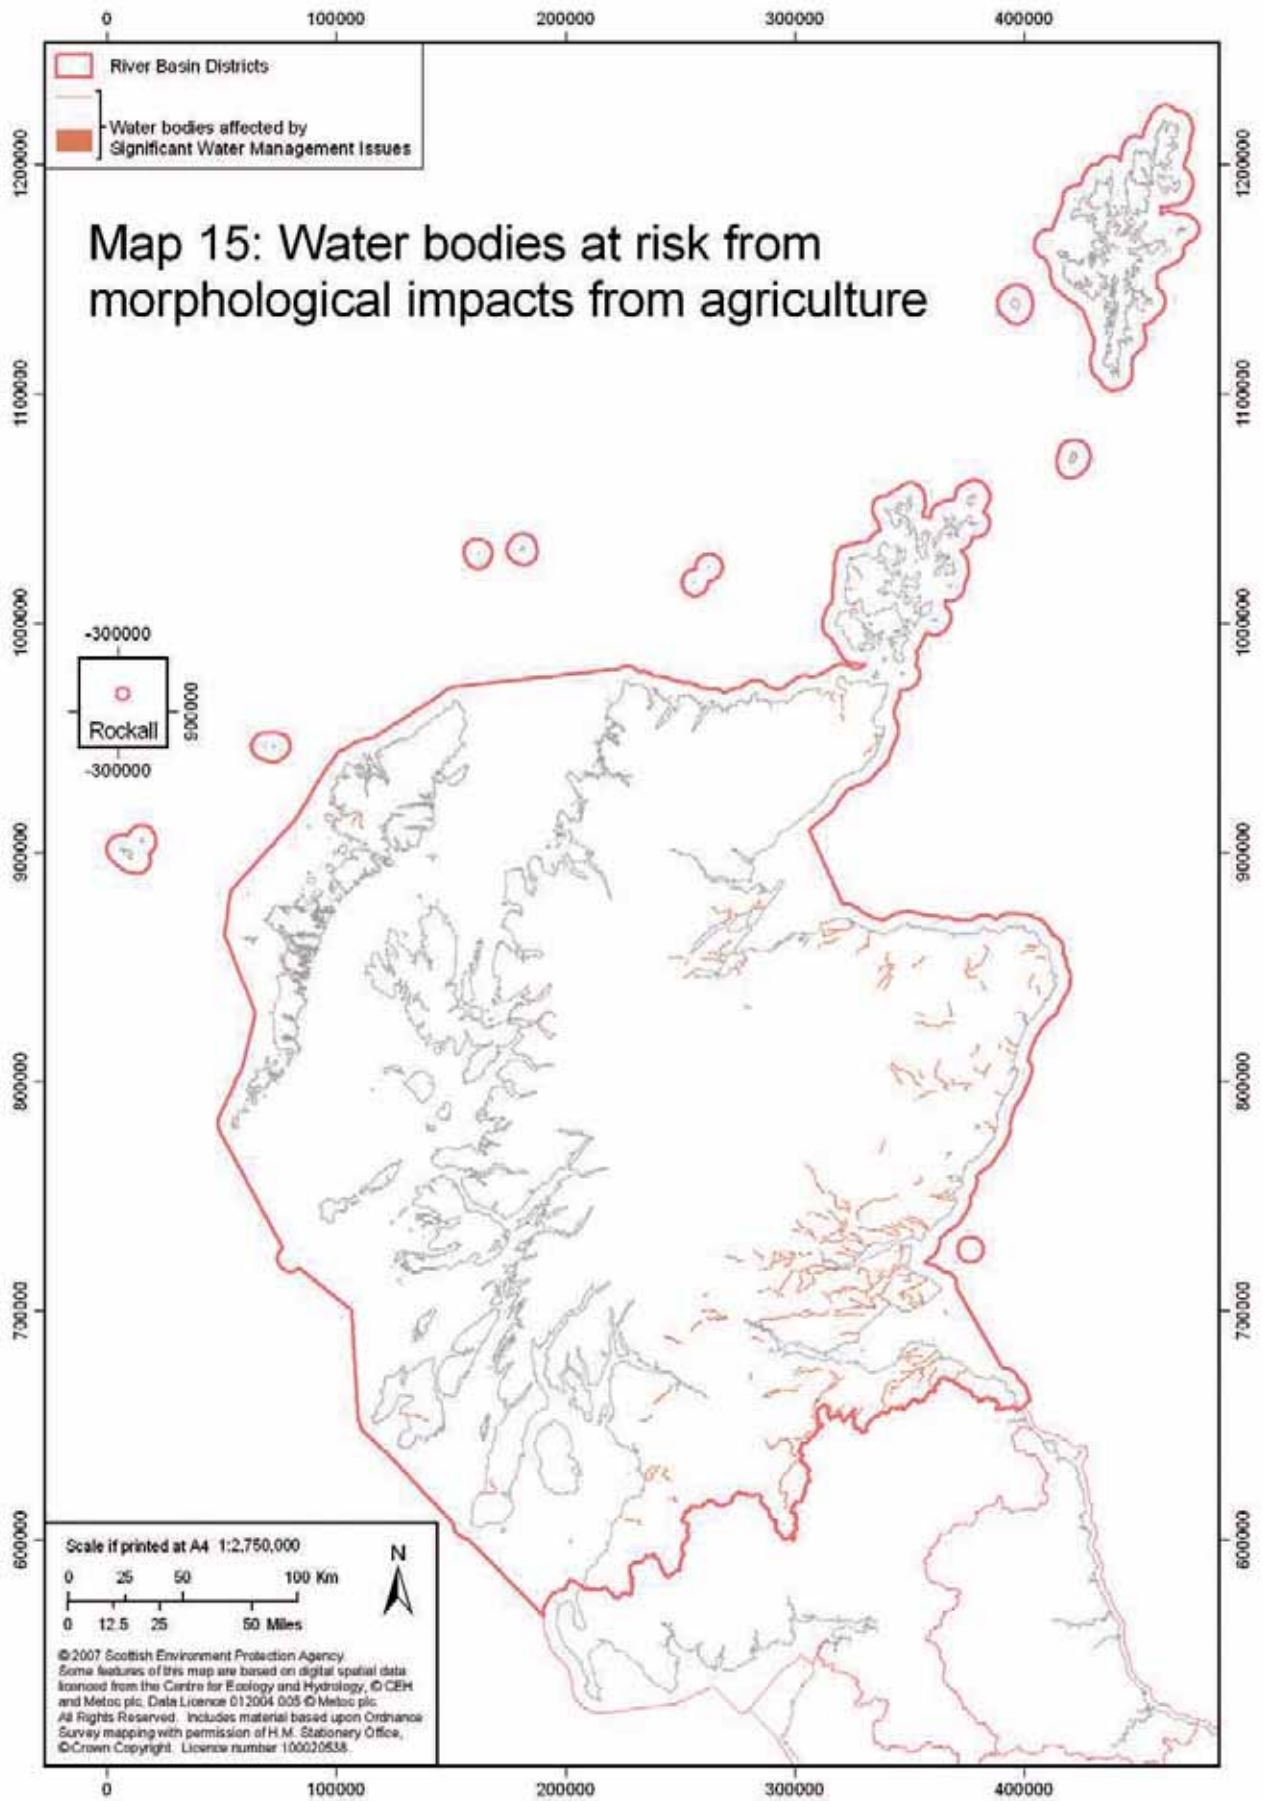 0 100000 200000 300000 400000
River Basin Districts
Water bodies affected by
Significant Water Management Issues
Map 15: Water bodies at risk from
morphological impacts from agriculture
1200000 1200000
1100000 1100000
1000000 1000000
-300000
Rockall 900000
-300000
900000 900000
800000 800000
700000 700000
600000 600000
Scale if printed at A4 1:2,750,000
0 25 50 100 Km
0 12.5 25 50 Miles
N
© 2007 Scottish Environment Protection Agency.
Some features of this map are based on digital spatial data
licenced from the Centre for Ecology and Hydrology, © CEH
and Metoc plc, Data Licence 012004.005 © Metoc plc.
All Rights Reserved. Includes material based upon Ordnance
Survey mapping with permission of H.M. Stationery Office,
© Crown Copyright. Licence number 100020538.
0 100000 200000 300000 400000